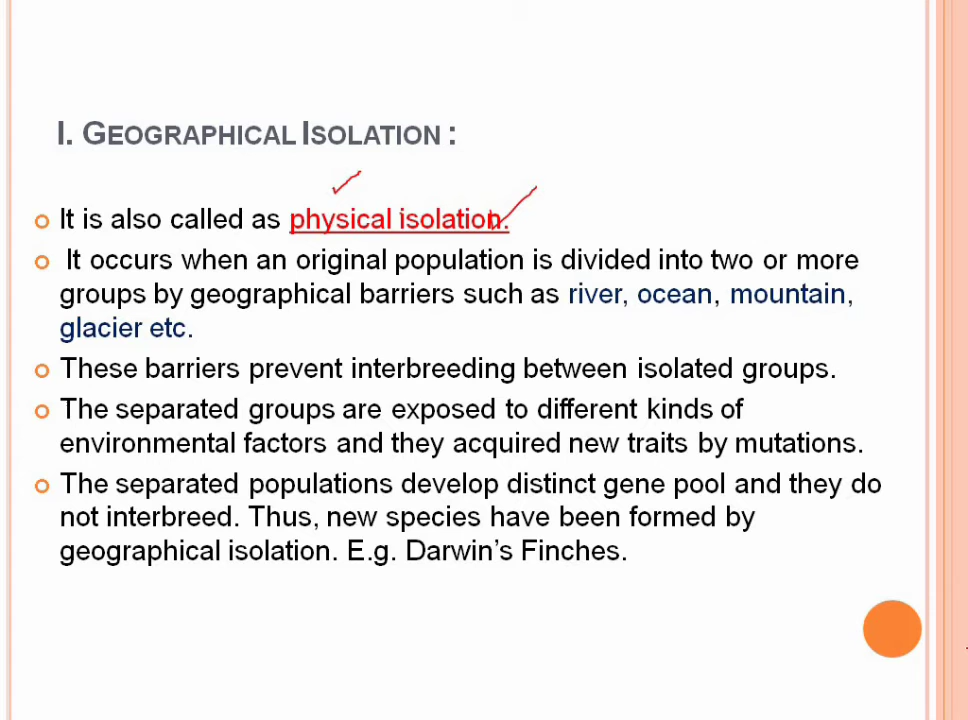 I. GEOGRAPHICAL ISOLATION :
It is also called as physical isolation.
It occurs when an original population is divided into two or more
groups by geographical barriers such as river, ocean, mountain,
glacier etc.
These barriers prevent interbreeding between isolated groups.
The separated groups are exposed to different kinds of
environmental factors and they acquired new traits by mutations.
The separated populations develop distinct gene pool and they do
not interbreed. Thus, new species have been formed by
geographical isolation. E.g. Darwin’s Finches.